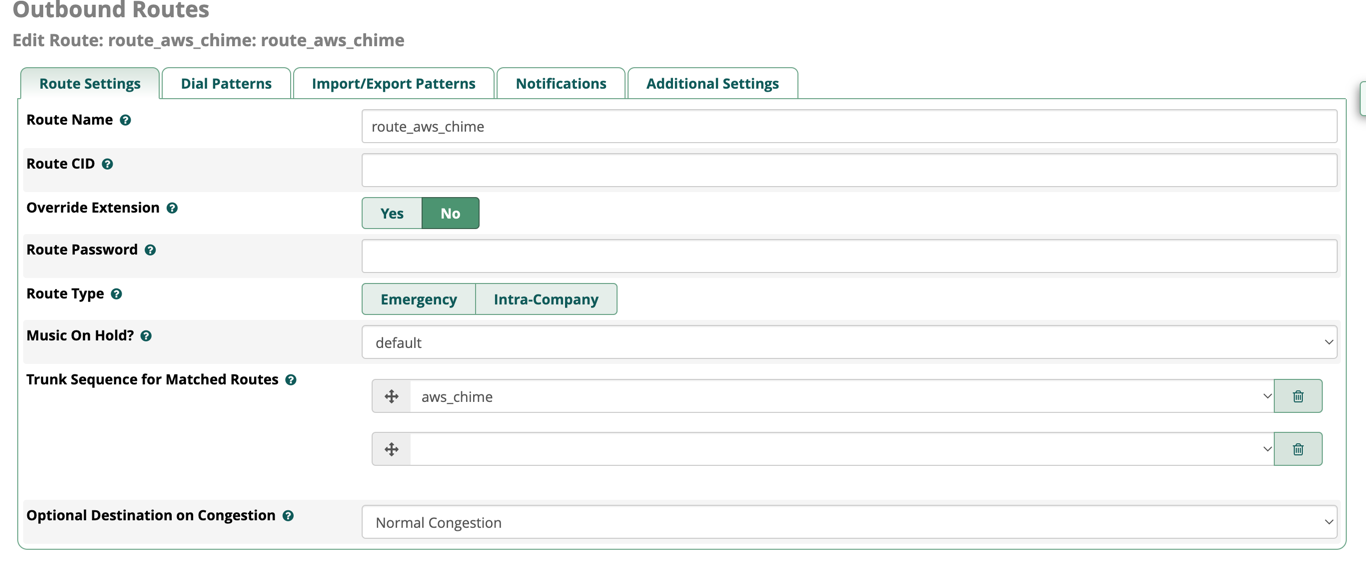 Outbound Routes
Edit Route: route_aws_chime: route_aws_chime
Route Settings Dial Patterns Import/Export Patterns Notifications Additional Settings
Route Name
route_aws_chime
Route CID
Override Extension
Yes No
Route Password
Route Type
Emergency Intra-Company
Music On Hold?
default
Trunk Sequence for Matched Routes
aws_chime
Optional Destination on Congestion
Normal Congestion